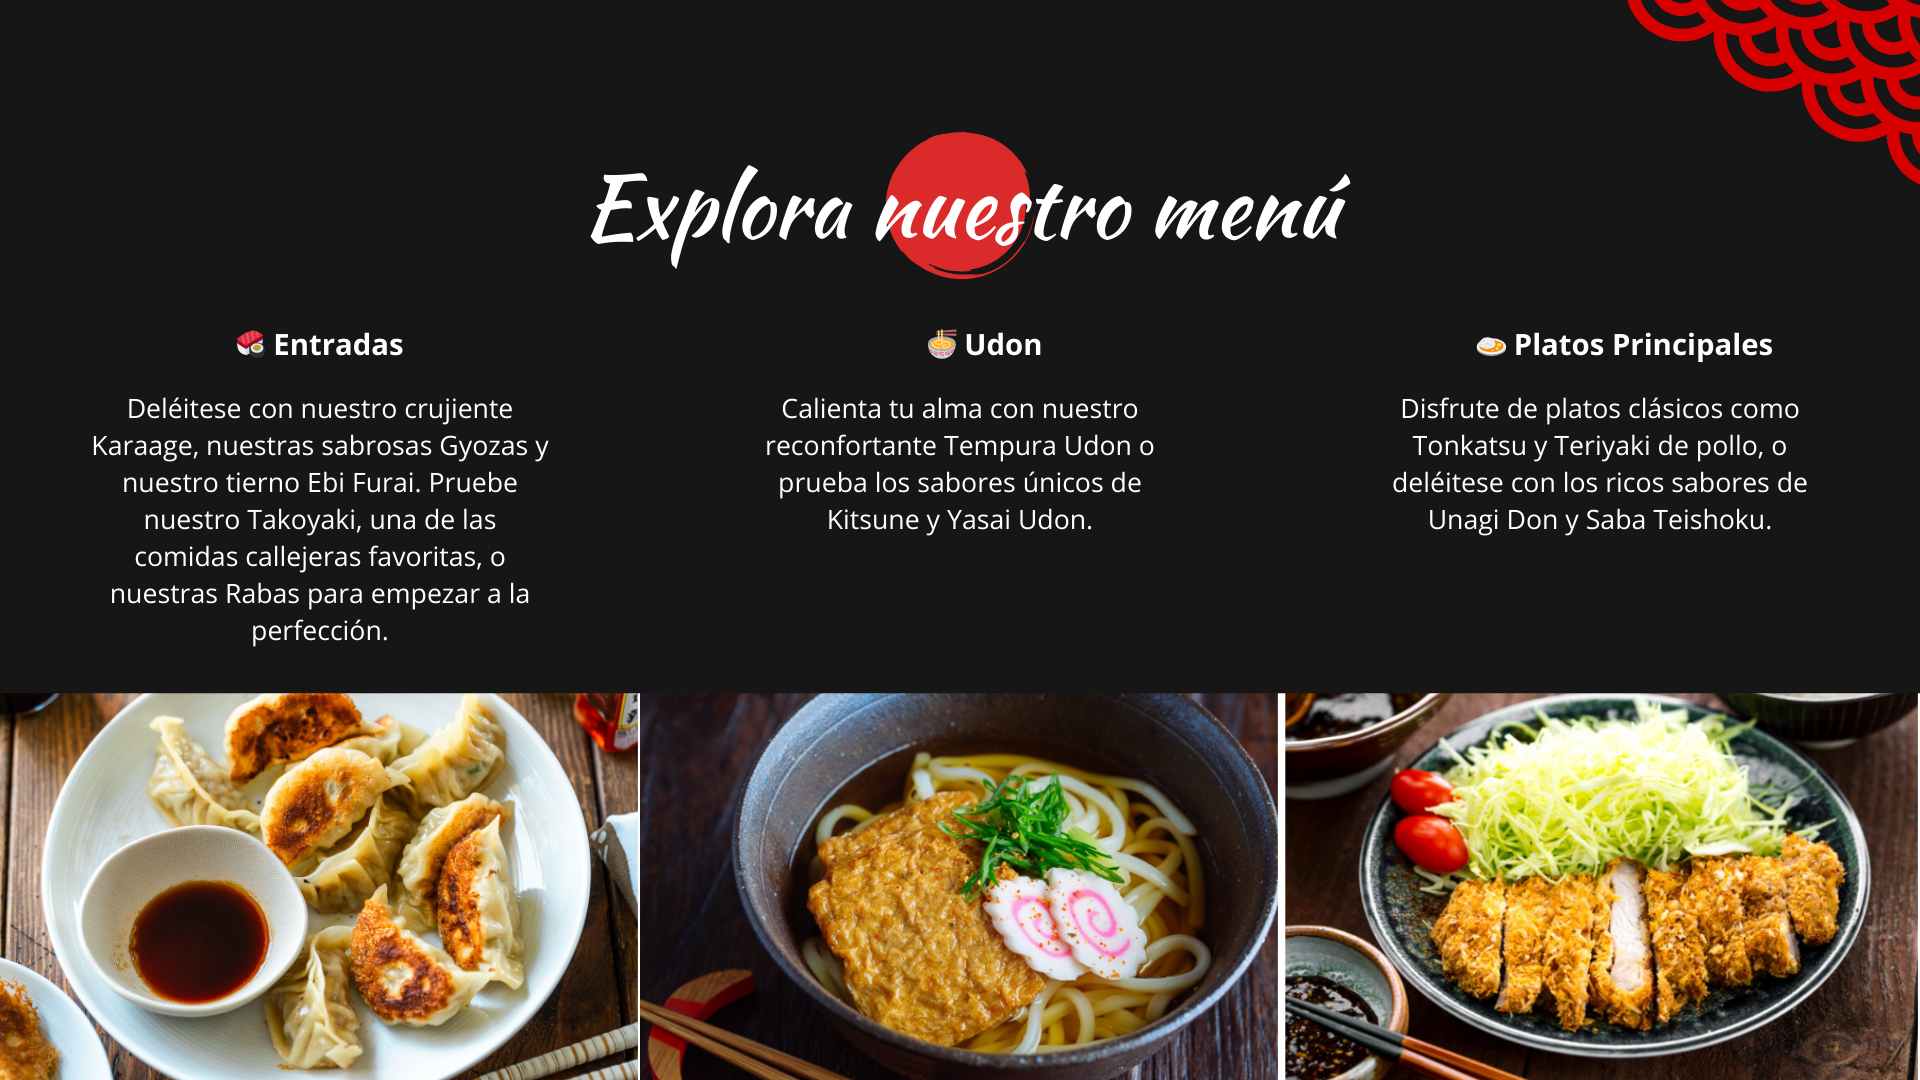 Explora nuestro menú
🍣 Entradas
Deléitese con nuestro crujiente
Karaage, nuestras sabrosas Gyozas y
nuestro tierno Ebi Furai. Pruebe
nuestro Takoyaki, una de las
comidas callejeras favoritas, o
nuestras Rabas para empezar a la
perfección.
🍜 Udon
Calienta tu alma con nuestro
reconfortante Tempura Udon o
prueba los sabores únicos de
Kitsune y Yasai Udon.
🍛 Platos Principales
Disfrute de platos clásicos como
Tonkatsu y Teriyaki de pollo, o
deléitese con los ricos sabores de
Unagi Don y Saba Teishoku.